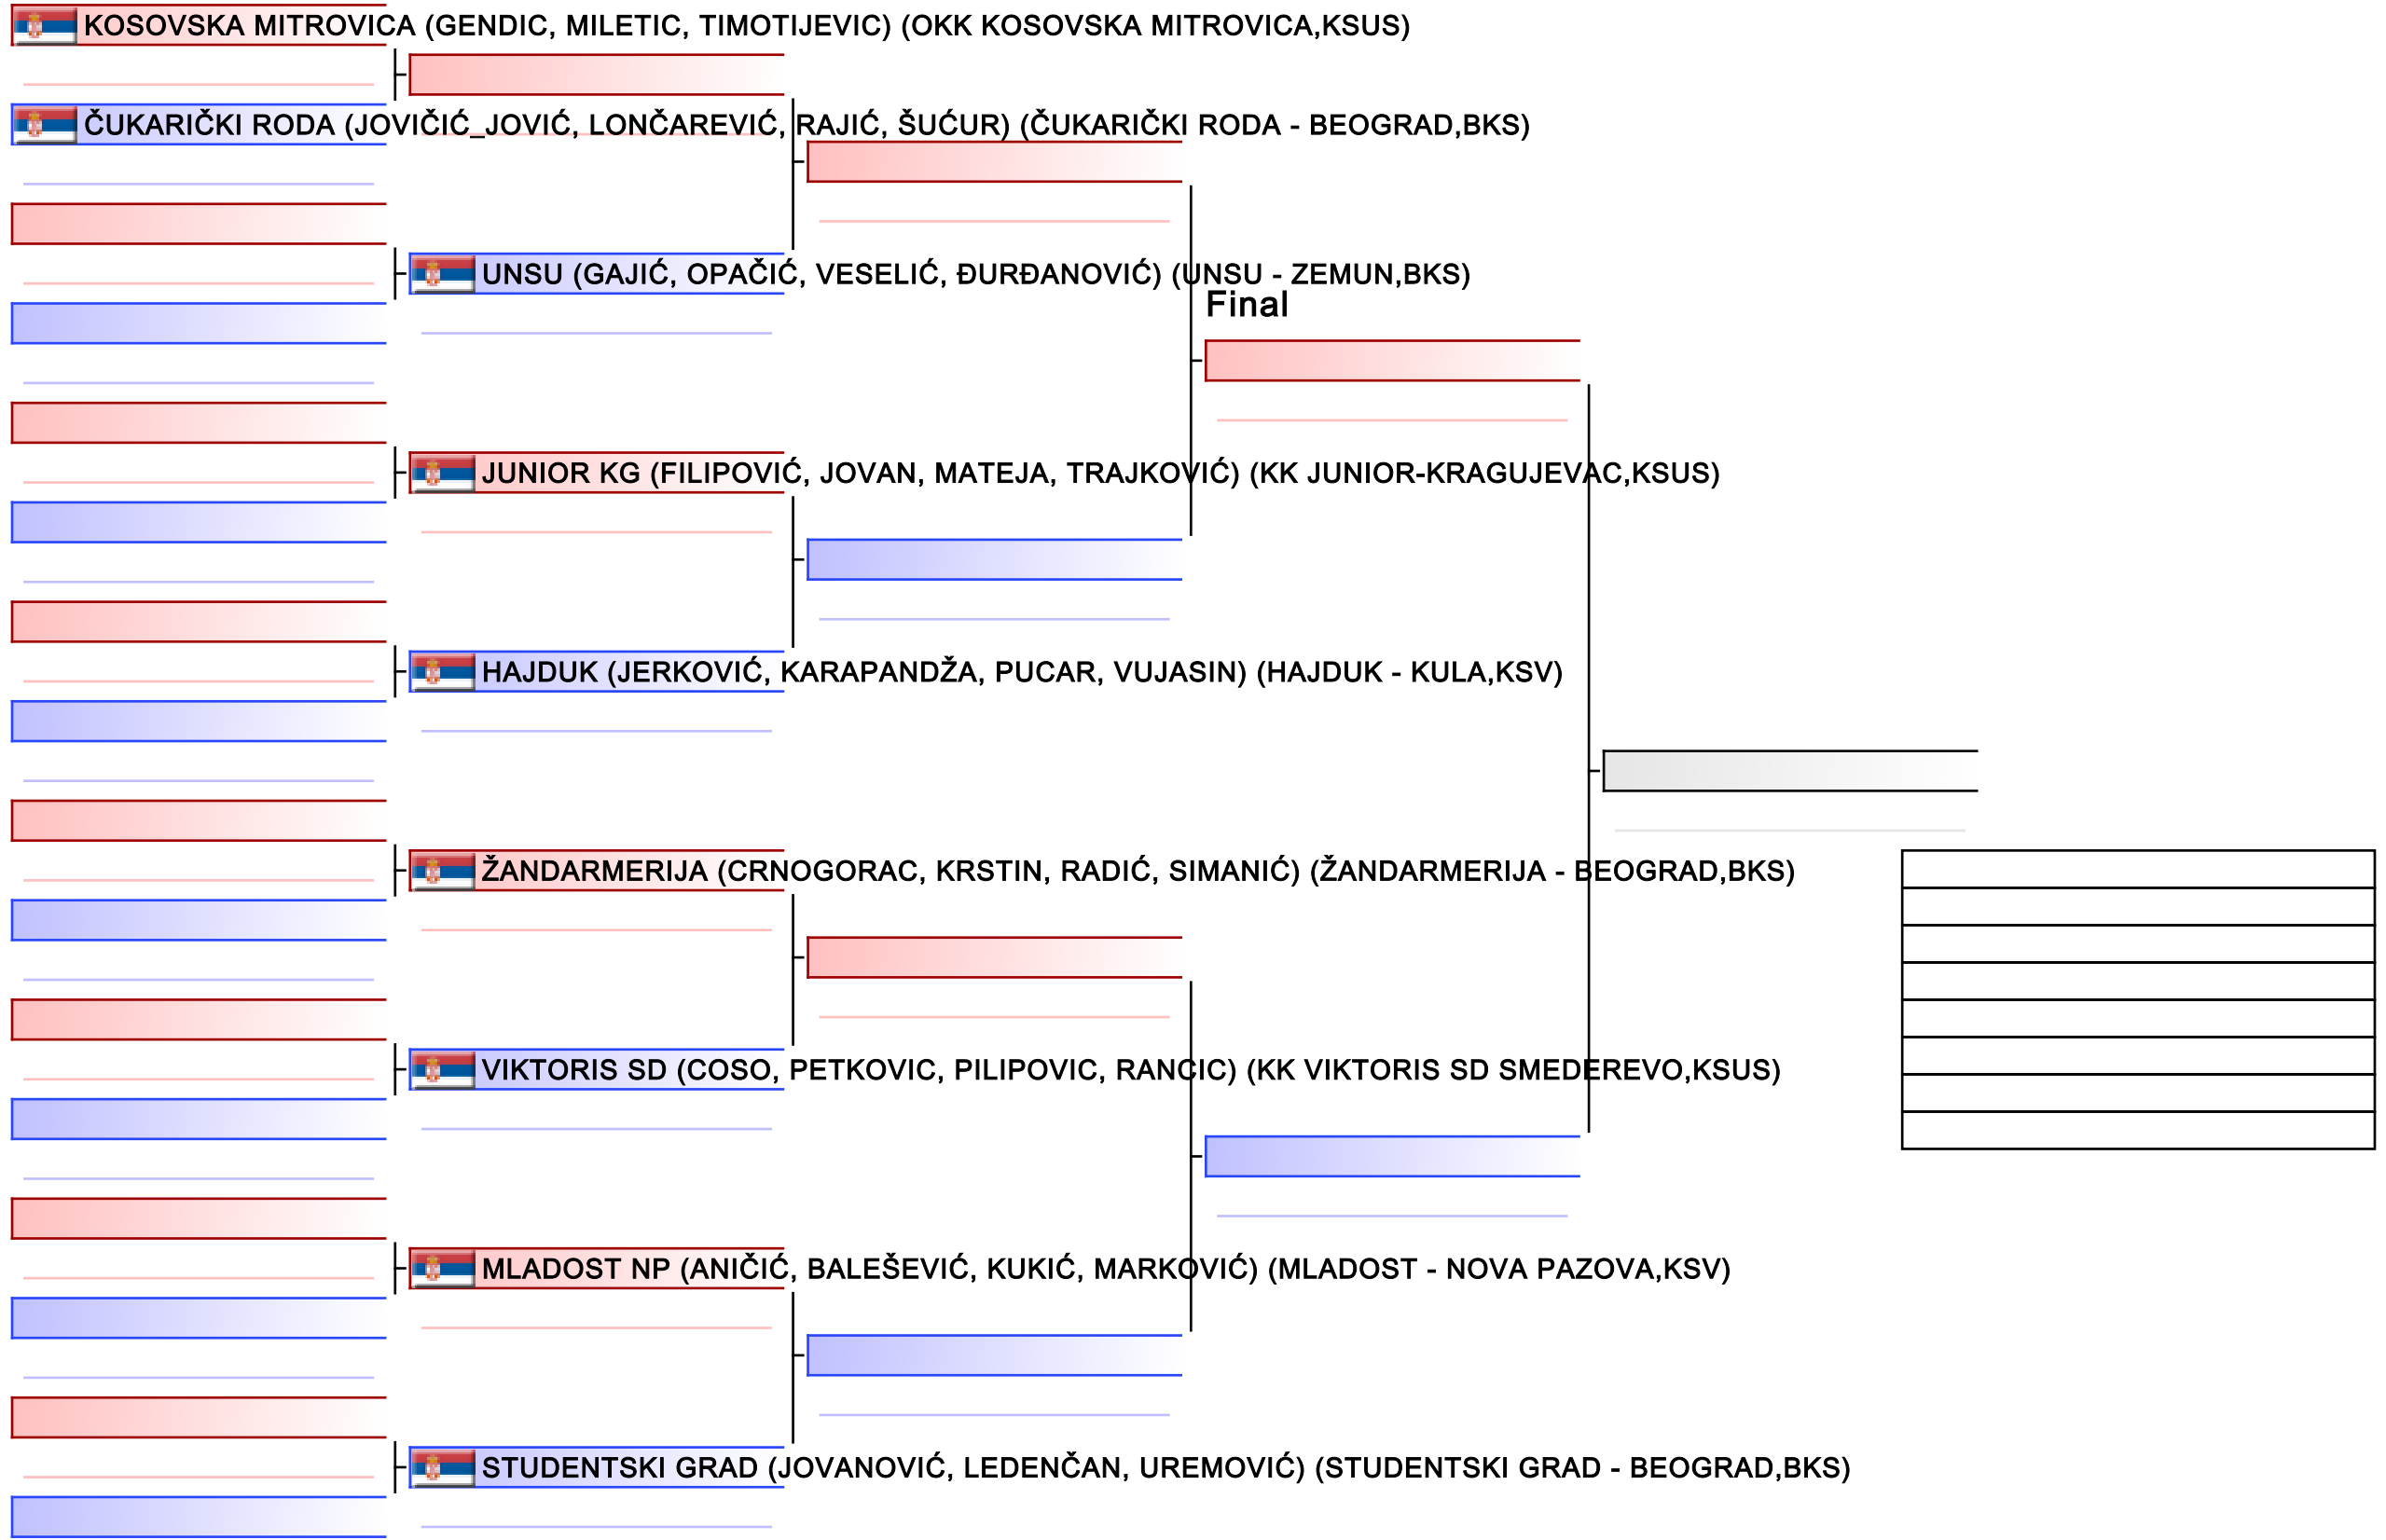 KOSOVSKA MITROVICA (GENDIC, MILETIC, TIMOTIJEVIC) (OKK KOSOVSKA MITROVICA,KSUS)
ČUKARIČKI RODA (JOVIČIĆ_JOVIĆ, LONČAREVIĆ, RAJIĆ, ŠUĆUR) (ČUKARIČKI RODA - BEOGRAD,BKS)
UNSU (GAJIĆ, OPAČIĆ, VESELIĆ, ĐURĐANOVIĆ) (UNSU - ZEMUN,BKS)
Final
JUNIOR KG (FILIPOVIĆ, JOVAN, MATEJA, TRAJKOVIĆ) (KK JUNIOR-KRAGUJEVAC,KSUS)
HAJDUK (JERKOVIĆ, KARAPANDŽA, PUCAR, VUJASIN) (HAJDUK - KULA,KSV)
ŽANDARMERIJA (CRNOGORAC, KRSTIN, RADIĆ, SIMANIĆ) (ŽANDARMERIJA - BEOGRAD,BKS)
VIKTORIS SD (COSO, PETKOVIC, PILIPOVIC, RANCIC) (KK VIKTORIS SD SMEDEREVO,KSUS)
MLADOST NP (ANIČIĆ, BALEŠEVIĆ, KUKIĆ, MARKOVIĆ) (MLADOST - NOVA PAZOVA,KSV)
STUDENTSKI GRAD (JOVANOVIĆ, LEDENČAN, UREMOVIĆ) (STUDENTSKI GRAD - BEOGRAD,BKS)